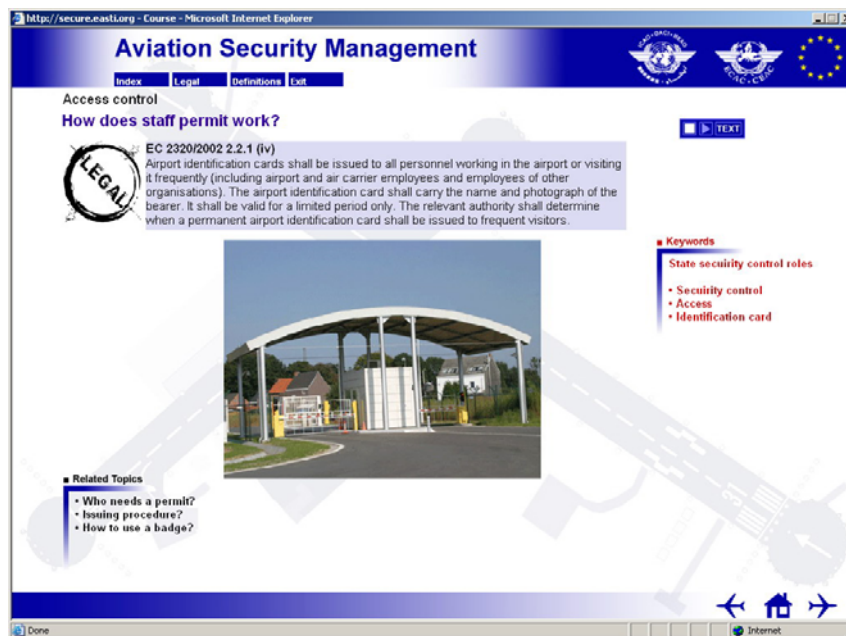 http://secure.easti.org - Course - Microsoft Internet Explorer
Aviation Security Management
Index Legal Definitions Exit
ECAC·CEAC
Access control
How does staff permit work?
TEXT
LEGAL
EC 2320/2002 2.2.1 (iv)
Airport identification cards shall be issued to all personnel working in the airport or visiting
it frequently (including airport and air carrier employees and employees of other
organisations). The airport identification card shall carry the name and photograph of the
bearer. It shall be valid for a limited period only. The relevant authority shall determine
when a permanent airport identification card shall be issued to frequent visitors.
Keywords
State secuirity control roles
• Secuirity control
• Access
• Identification card
Related Topics
• Who needs a permit?
• Issuing procedure?
• How to use a badge?
31
Done
Internet